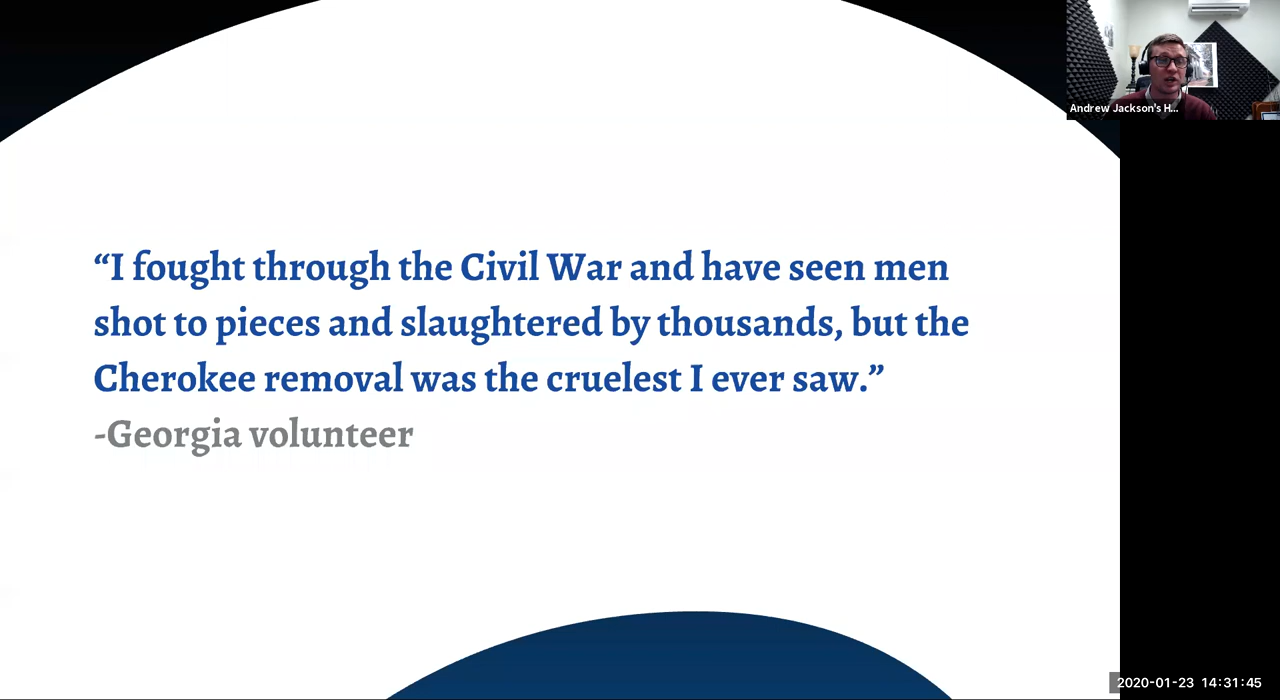 Andrew Jackson's H...
“I fought through the Civil War and have seen men
shot to pieces and slaughtered by thousands, but the
Cherokee removal was the cruelest I ever saw.”
-Georgia volunteer
2020-01-23 14:31:45